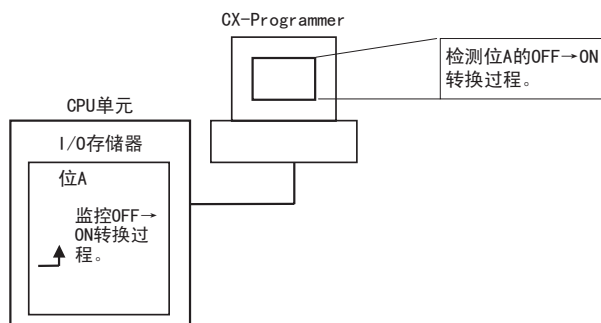 CX-Programmer
检测位A的OFF→ON
转换过程。
CPU单元
I/O存储器
位A
监控OFF→
ON转换过
程。